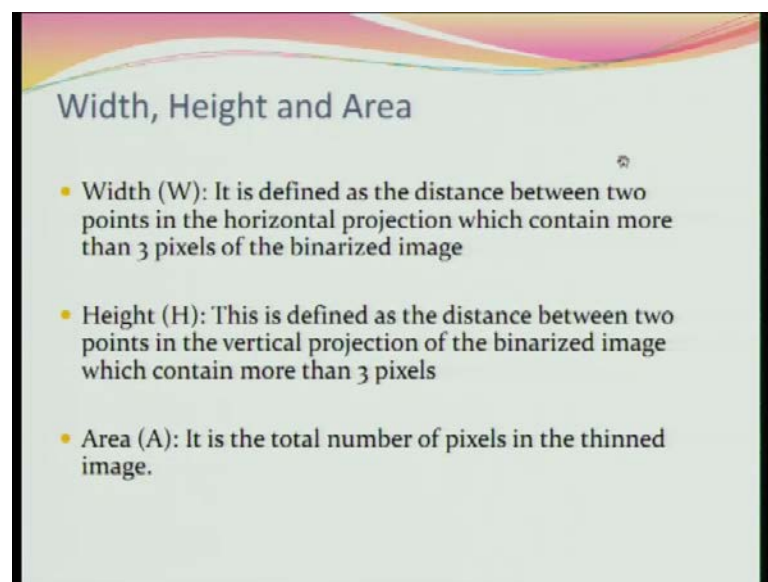 Width, Height and Area
• Width (W): It is defined as the distance between two
points in the horizontal projection which contain more
than 3 pixels of the binarized image
• Height (H): This is defined as the distance between two
points in the vertical projection of the binarized image
which contain more than 3 pixels
• Area (A): It is the total number of pixels in the thinned
image.